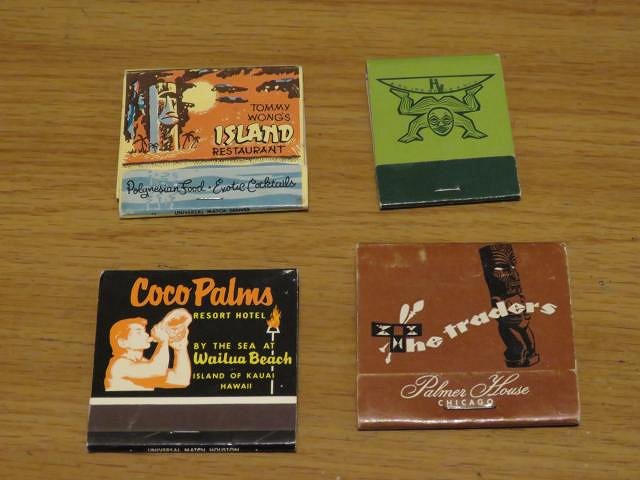 TOMMY
WONG'S
ISLAND
RESTAURANT
Polynesian Food · Exotic Cocktails
UNIVERSAL MATCH DENVER
Coco Palms
RESORT HOTEL
BY THE SEA AT
Wailua Beach
ISLAND OF KAUAI
HAWAII
UNIVERSAL MATCH, HOUSTON
the traders
Palmer House
CHICAGO